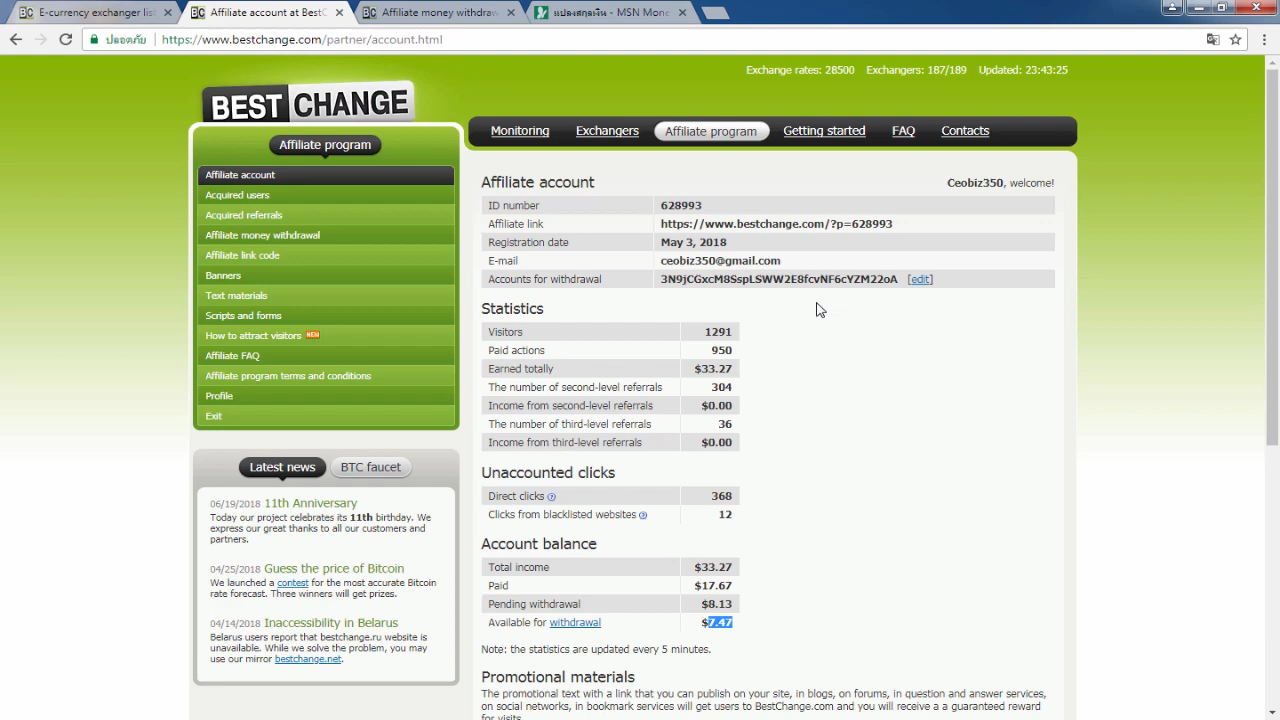 E-currency exchanger list
Affiliate account at BestC
Affiliate money withdraw
แปลงสกุลเงิน - MSN Mone
ปลอดภัย
https://www.bestchange.com/partner/account.html
Exchange rates: 28500 Exchangers: 187/189 Updated: 23:43:25
BEST CHANGE
Monitoring Exchangers Affiliate program Getting started FAQ Contacts
Affiliate program
Affiliate account
Acquired users
Acquired referrals
Affiliate money withdrawal
Affiliate link code
Banners
Text materials
Scripts and forms
How to attract visitors NEW
Affiliate FAQ
Affiliate program terms and conditions
Profile
Exit
Latest news BTC faucet
06/19/2018 11th Anniversary
Today our project celebrates its 11th birthday. We
express our great thanks to all our customers and
partners.
04/25/2018 Guess the price of Bitcoin
We launched a contest for the most accurate Bitcoin
rate forecast. Three winners will get prizes.
04/14/2018 Inaccessibility in Belarus
Belarus users report that bestchange.ru website is
unavailable. While we solve the problem, you may
use our mirror bestchange.net.
Affiliate account Ceobiz350, welcome!
ID number 628993
Affiliate link https://www.bestchange.com/?p=628993
Registration date May 3, 2018
E-mail ceobiz350@gmail.com
Accounts for withdrawal 3N9jCGxcM8SspLSWW2E8fcvNF6cYZM22oA [edit]
Statistics
Visitors 1291
Paid actions 950
Earned totally $33.27
The number of second-level referrals 304
Income from second-level referrals $0.00
The number of third-level referrals 36
Income from third-level referrals $0.00
Unaccounted clicks
Direct clicks ? 368
Clicks from blacklisted websites ? 12
Account balance
Total income $33.27
Paid $17.67
Pending withdrawal $8.13
Available for withdrawal $7.47
Note: the statistics are updated every 5 minutes.
Promotional materials
The promotional text with a link that you can publish on your site, in blogs, on forums, in question and answer services,
on social networks, in bookmark services will get users to BestChange.com and you will receive a a guaranteed reward
for visits.